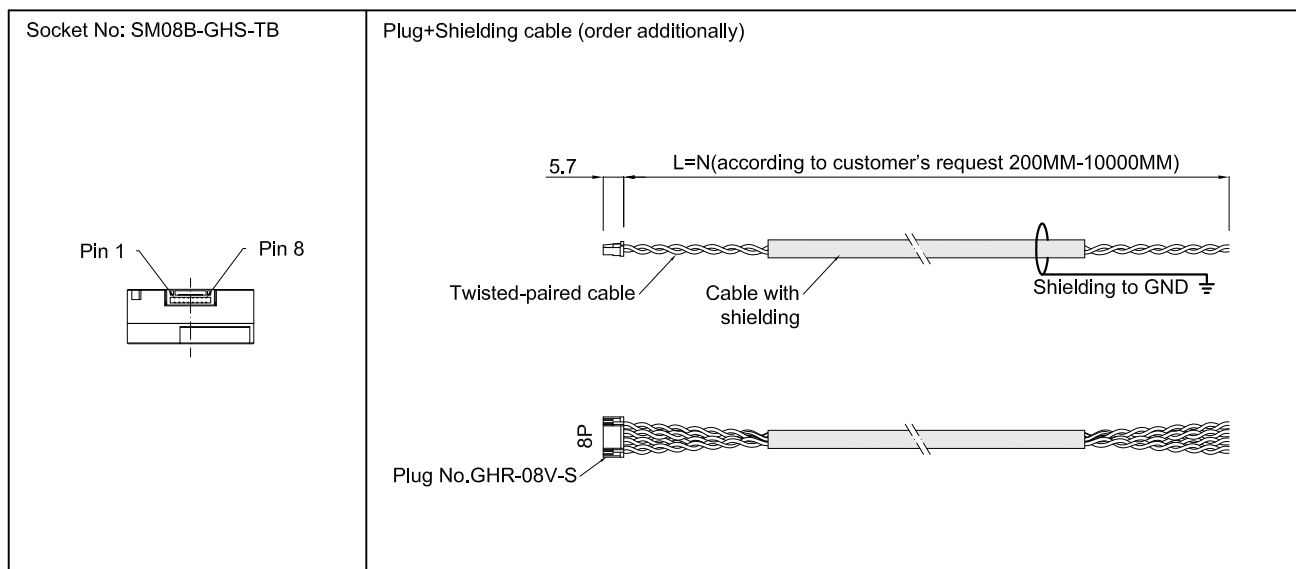 Socket No: SM08B-GHS-TB
Pin 1
Pin 8
Plug+Shielding cable (order additionally)
5.7
L=N(according to customer's request 200MM-10000MM)
Twisted-paired cable
Cable with
shielding
Shielding to GND
8P
Plug No.GHR-08V-S